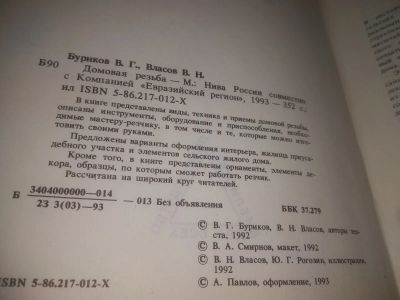 Буриков В. Г., Власов В. Н.
Б90 Домовая резьба — М.: Нива России совместно
с Компанией «Евразийский регион», 1993 — 352 с.;
ил ISBN 5-86.217-012-X
В книге представлены виды, техника и приемы домовой резьбы,
описаны инструменты, оборудование и приспособления, необхо-
димые мастеру-резчику, в том числе и те, которые можно изго-
товить своими руками.
Предложены варианты оформления интерьера, жилища приуса-
дебного участка и элементов сельского жилого дома.
Кроме того, в книге представлены орнаменты, элементы де-
кора, образцы, по которым сможет работать резчик.
Рассчитана на широкий круг читателей.
Б 3404000000—014
2З 3(03)—93
— 013 Без объявления
ББК 37.279
© В. Г. Буриков, В. Н. Власов, авторы те-
кста, 1992
© В. А. Смирнов, макет, 1992
© В. Н. Власов, Ю. Г. Рогозин, иллюстрации,
1992
© А. Павлов, оформление, 1993
ISBN 5-86.217-012-X